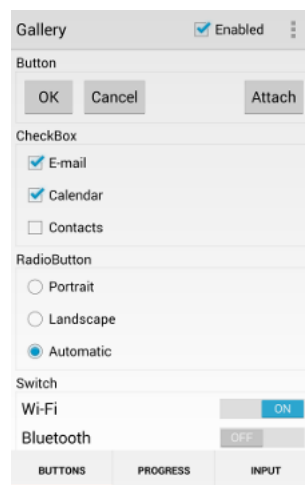 Gallery Enabled
Button
OK Cancel Attach
CheckBox
E-mail
Calendar
Contacts
RadioButton
Portrait
Landscape
Automatic
Switch
Wi-Fi ON
Bluetooth OFF
BUTTONS PROGRESS INPUT